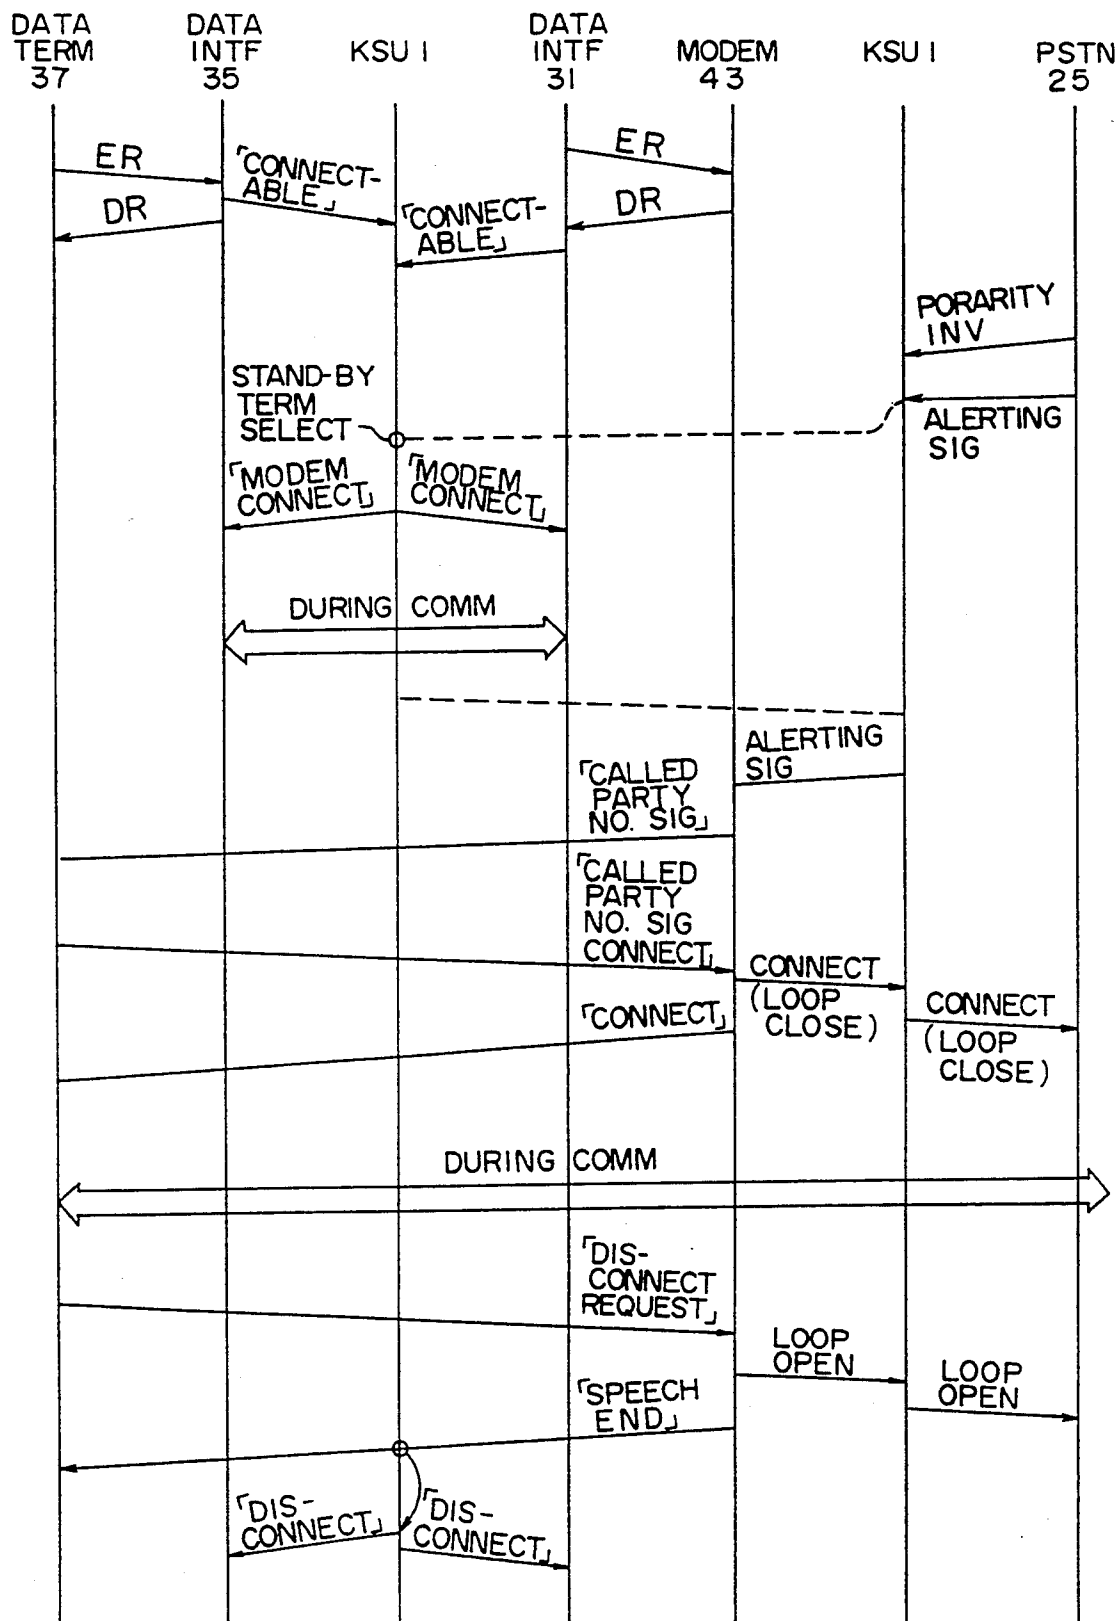 DATA TERM 37
DATA INTF 35
KSU 1
DATA INTF 31
MODEM 43
KSU 1
PSTN 25
ER
「CONNECT-
ABLE」
DR
ER
DR
「CONNECT-
ABLE」
PORARITY
INV
ALERTING
SIG
STAND-BY
TERM
SELECT
「MODEM
CONNECT」
「MODEM
CONNECT」
DURING COMM
ALERTING
SIG
「CALLED
PARTY
NO. SIG」
「CALLED
PARTY
NO. SIG
CONNECT」
CONNECT
(LOOP
CLOSE)
「CONNECT」
CONNECT
(LOOP
CLOSE)
DURING COMM
「DIS-
CONNECT
REQUEST」
LOOP
OPEN
LOOP
OPEN
「SPEECH
END」
「DIS-
CONNECT」
「DIS-
CONNECT」